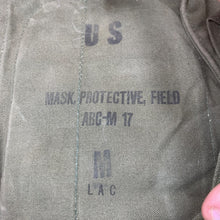 US
MASK, PROTECTIVE, FIELD
ABC-M 17
M
LAC